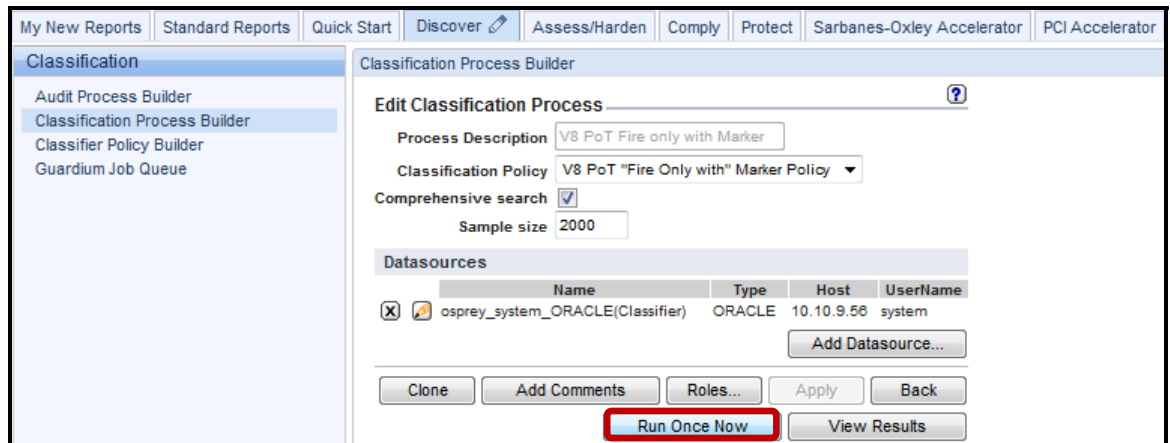 My New Reports Standard Reports Quick Start Discover Assess/Harden Comply Protect Sarbanes-Oxley Accelerator PCI Accelerator
Classification
Audit Process Builder
Classification Process Builder
Classifier Policy Builder
Guardium Job Queue
Classification Process Builder
Edit Classification Process ?
Process Description V8 PoT Fire only with Marker
Classification Policy V8 PoT "Fire Only with" Marker Policy
Comprehensive search
Sample size 2000
Datasources
Name Type Host UserName
X osprey_system_ORACLE(Classifier) ORACLE 10.10.9.56 system
Add Datasource...
Clone Add Comments Roles... Apply Back
Run Once Now View Results